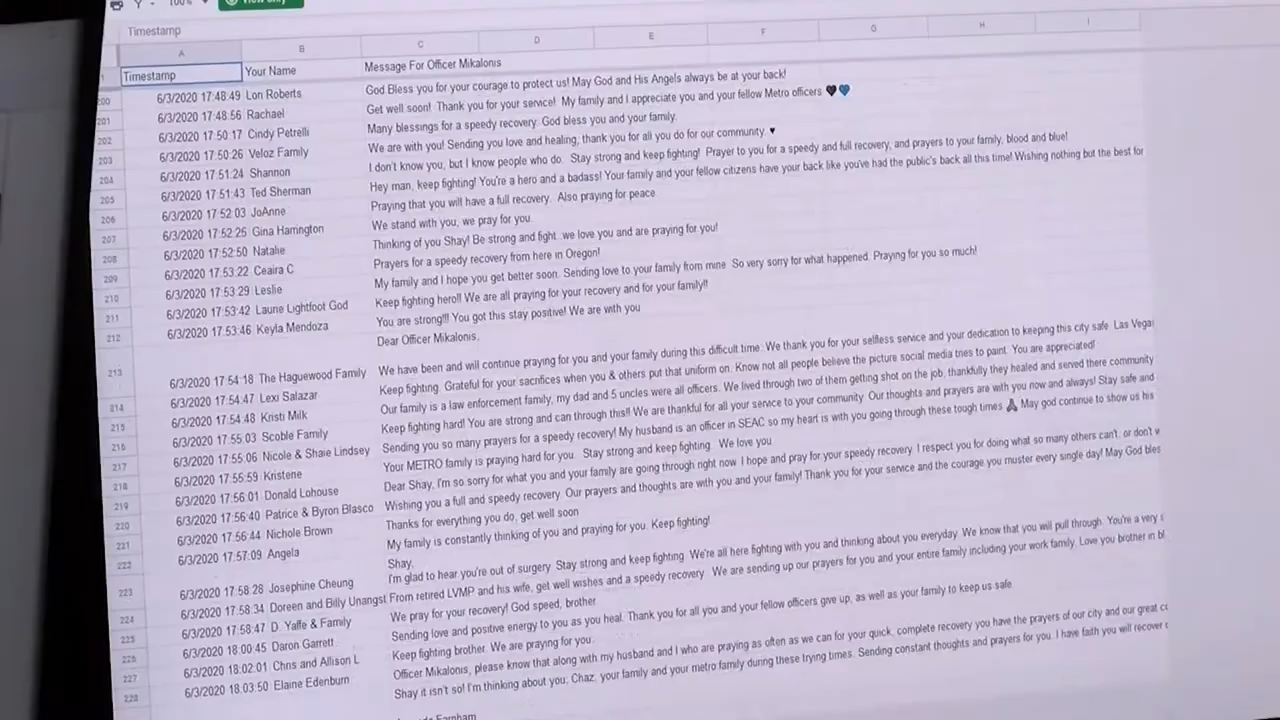 100%
View only
Timestamp
A B C D E F G H I
1 Timestamp Your Name Message For Officer Mikalonis
200 6/3/2020 17:48:49 Lori Roberts God Bless you for your courage to protect us! May God and His Angels always be at your back!
201 6/3/2020 17:48:56 Rachael Get well soon! Thank you for your service! My family and I appreciate you and your fellow Metro officers 🖤💙
202 6/3/2020 17:50:17 Cindy Petrelli Many blessings for a speedy recovery. God bless you and your family.
203 6/3/2020 17:50:26 Veloz Family We are with you! Sending you love and healing; thank you for all you do for our community. ♥
204 6/3/2020 17:51:24 Shannon I don't know you, but I know people who do. Stay strong and keep fighting! Prayer to you for a speedy and full recovery, and prayers to your family, blood and blue!
205 6/3/2020 17:51:43 Ted Sherman Hey man, keep fighting! You're a hero and a badass! Your family and your fellow citizens have your back like you've had the public's back all this time! Wishing nothing but the best for
206 6/3/2020 17:52:03 JoAnne Praying that you will have a full recovery. Also praying for peace
207 6/3/2020 17:52:26 Gina Harrington We stand with you, we pray for you.
208 6/3/2020 17:52:50 Natalie Thinking of you Shay! Be strong and fight we love you and are praying for you!
209 6/3/2020 17:53:22 Ceaira C Prayers for a speedy recovery from here in Oregon!
210 6/3/2020 17:53:29 Leslie My family and I hope you get better soon. Sending love to your family from mine So very sorry for what happened. Praying for you so much!
211 6/3/2020 17:53:42 Laurie Lightfoot God Keep fighting hero!! We are all praying for your recovery and for your family!!
212 6/3/2020 17:53:46 Keyla Mendoza You are strong!!! You got this stay positive! We are with you
Dear Officer Mikalonis,
213 6/3/2020 17:54:18 The Haguewood Family We have been and will continue praying for you and your family during this difficult time. We thank you for your selfless service and your dedication to keeping this city safe. Las Vegas
214 6/3/2020 17:54:47 Lexi Salazar Keep fighting. Grateful for your sacrifices when you & others put that uniform on. Know not all people believe the picture social media tries to paint. You are appreciated!
215 6/3/2020 17:54:48 Kristi Milk Our family is a law enforcement family, my dad and 5 uncles were all officers. We lived through two of them getting shot on the job, thankfully they healed and served there community
216 6/3/2020 17:55:03 Scoble Family Keep fighting hard! You are strong and can through this!! We are thankful for all your service to your community. Our thoughts and prayers are with you now and always! Stay safe and
217 6/3/2020 17:55:06 Nicole & Shaie Lindsey Sending you so many prayers for a speedy recovery! My husband is an officer in SEAC so my heart is with you going through these tough times 🙏 May god continue to show us his
218 6/3/2020 17:55:59 Kristene Your METRO family is praying hard for you. Stay strong and keep fighting. We love you
219 6/3/2020 17:56:01 Donald Lohouse Dear Shay, I'm so sorry for what you and your family are going through right now. I hope and pray for your speedy recovery. I respect you for doing what so many others can't, or don't w
220 6/3/2020 17:56:40 Patrice & Byron Blasco Wishing you a full and speedy recovery. Our prayers and thoughts are with you and your family! Thank you for your service and the courage you muster every single day! May God bles
221 6/3/2020 17:56:44 Nichole Brown Thanks for everything you do, get well soon
222 6/3/2020 17:57:09 Angela My family is constantly thinking of you and praying for you. Keep fighting!
Shay,
223 6/3/2020 17:58:28 Josephine Cheung I'm glad to hear you're out of surgery. Stay strong and keep fighting. We're all here fighting with you and thinking about you everyday. We know that you will pull through. You're a very s
224 6/3/2020 17:58:34 Doreen and Billy Unangst From retired LVMP and his wife, get well wishes and a speedy recovery. We are sending up our prayers for you and your entire family including your work family. Love you brother in bl
225 6/3/2020 17:58:47 D. Yaffe & Family We pray for your recovery! God speed, brother
226 6/3/2020 18:00:45 Daron Garrett Sending love and positive energy to you as you heal. Thank you for all you and your fellow officers give up, as well as your family to keep us safe.
227 6/3/2020 18:02:01 Chris and Allison L Keep fighting brother. We are praying for you.
228 6/3/2020 18:03:50 Elaine Edenburn Officer Mikalonis, please know that along with my husband and I who are praying as often as we can for your quick, complete recovery you have the prayers of our city and our great co
Shay it isn't so! I'm thinking about you, Chaz, your family and your metro family during these trying times. Sending constant thoughts and prayers for you. I have faith you will recover
Farnham